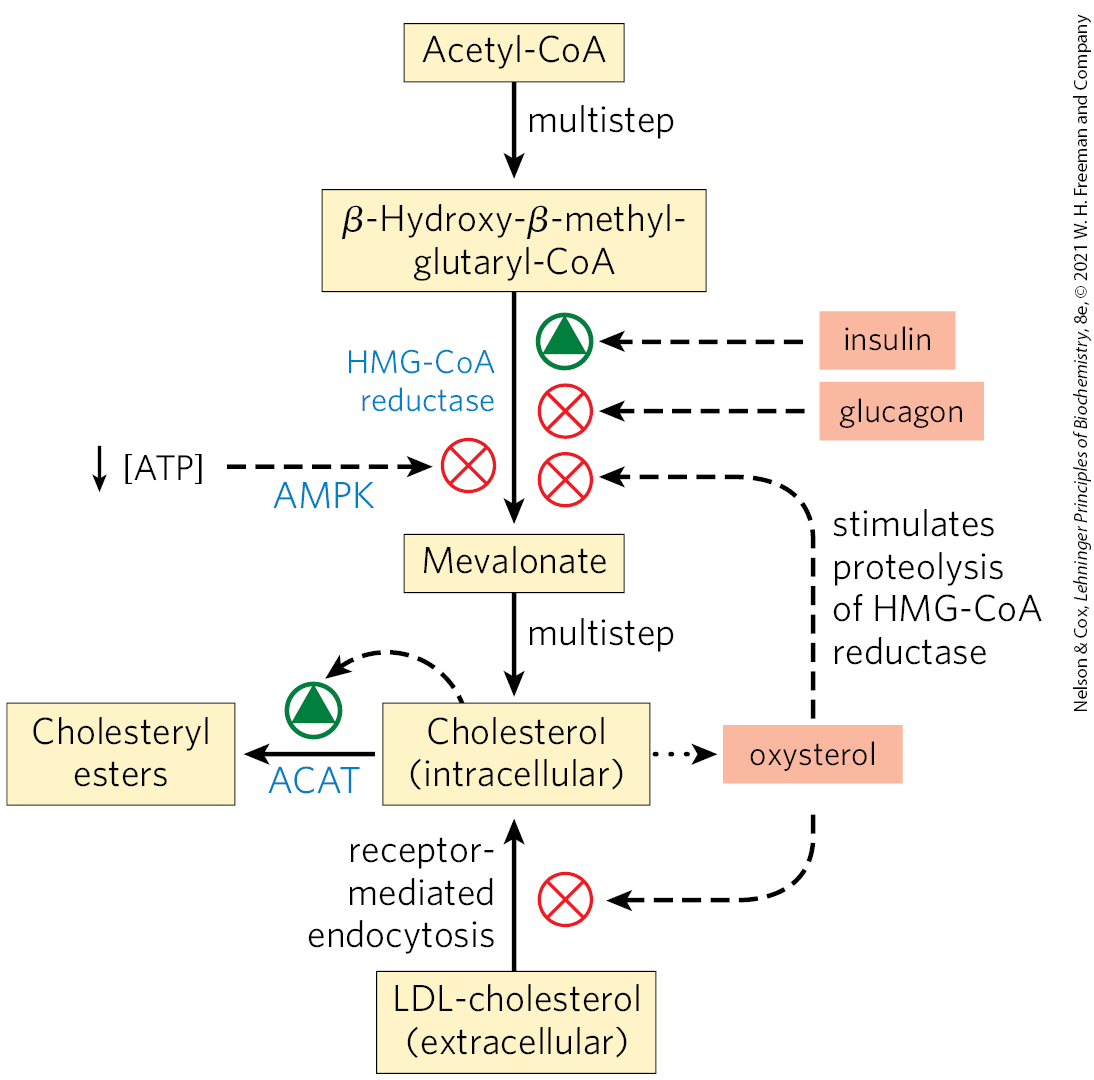 Acetyl-CoA
multistep
β-Hydroxy-β-methyl-
glutaryl-CoA
HMG-CoA
reductase
insulin
glucagon
↓ [ATP]
AMPK
stimulates
proteolysis
of HMG-CoA
reductase
Mevalonate
multistep
Cholesteryl
esters
ACAT
Cholesterol
(intracellular)
oxysterol
receptor-
mediated
endocytosis
LDL-cholesterol
(extracellular)
Nelson & Cox, Lehninger Principles of Biochemistry, 8e, © 2021 W. H. Freeman and Company